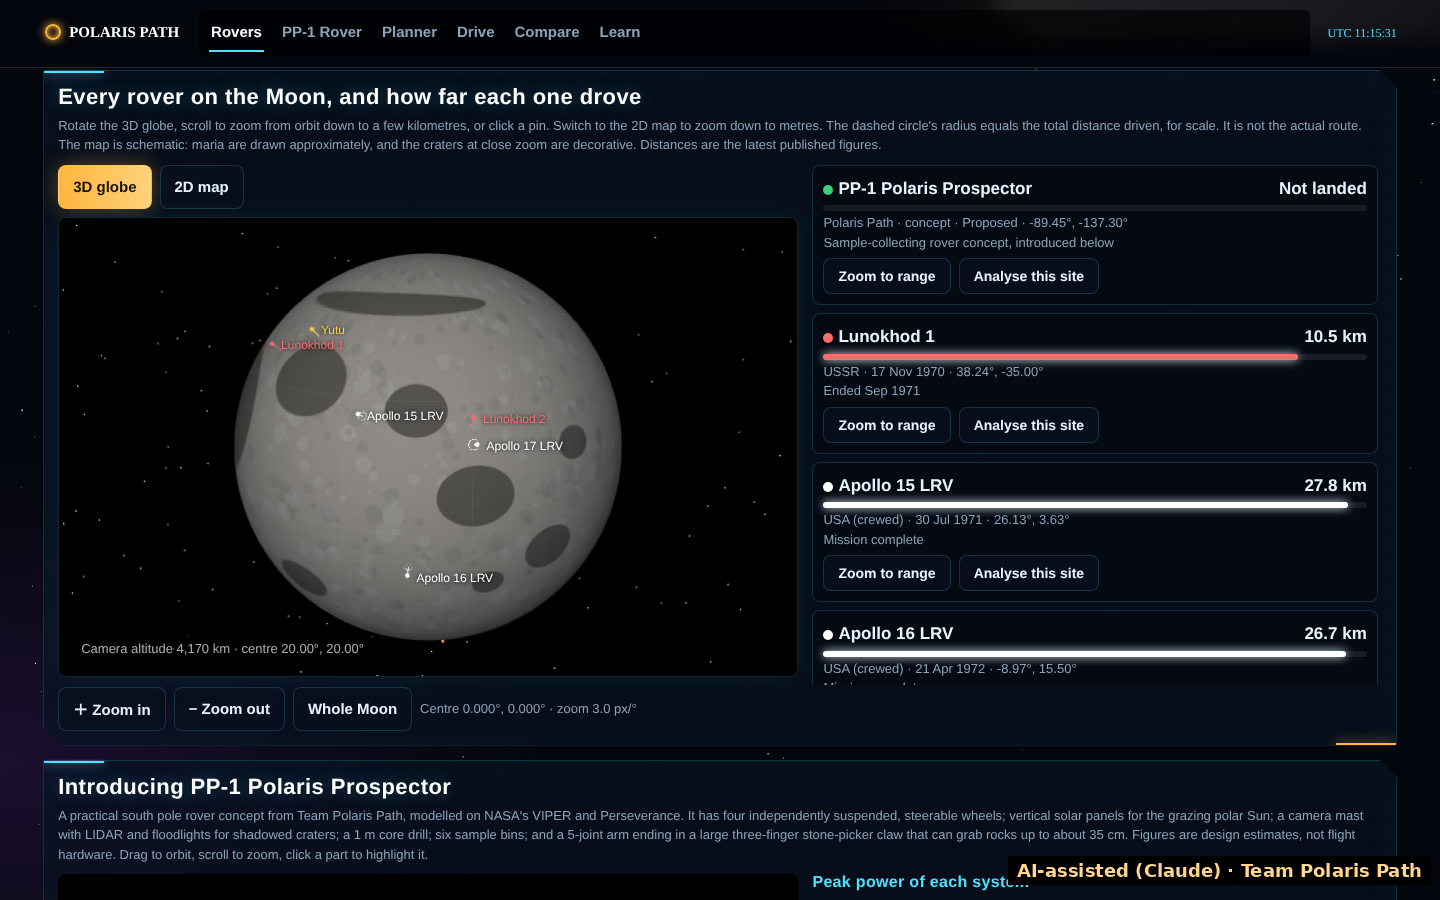 POLARIS PATH
Rovers PP-1 Rover Planner Drive Compare Learn
UTC 11:15:31
Every rover on the Moon, and how far each one drove
Rotate the 3D globe, scroll to zoom from orbit down to a few kilometres, or click a pin. Switch to the 2D map to zoom down to metres. The dashed circle's radius equals the total distance driven, for scale. It is not the actual route.
The map is schematic: maria are drawn approximately, and the craters at close zoom are decorative. Distances are the latest published figures.
3D globe 2D map
Yutu
Lunokhod 1
Apollo 15 LRV
Lunokhod 2
Apollo 17 LRV
Apollo 16 LRV
Camera altitude 4,170 km · centre 20.00°, 20.00°
+ Zoom in − Zoom out Whole Moon Centre 0.000°, 0.000° · zoom 3.0 px/°
PP-1 Polaris Prospector Not landed
Polaris Path · concept · Proposed · -89.45°, -137.30°
Sample-collecting rover concept, introduced below
Zoom to range Analyse this site
Lunokhod 1 10.5 km
USSR · 17 Nov 1970 · 38.24°, -35.00°
Ended Sep 1971
Zoom to range Analyse this site
Apollo 15 LRV 27.8 km
USA (crewed) · 30 Jul 1971 · 26.13°, 3.63°
Mission complete
Zoom to range Analyse this site
Apollo 16 LRV 26.7 km
USA (crewed) · 21 Apr 1972 · -8.97°, 15.50°
Introducing PP-1 Polaris Prospector
A practical south pole rover concept from Team Polaris Path, modelled on NASA's VIPER and Perseverance. It has four independently suspended, steerable wheels; vertical solar panels for the grazing polar Sun; a camera mast
with LIDAR and floodlights for shadowed craters; a 1 m core drill; six sample bins; and a 5-joint arm ending in a large three-finger stone-picker claw that can grab rocks up to about 35 cm. Figures are design estimates, not flight
hardware. Drag to orbit, scroll to zoom, click a part to highlight it.
Peak power of each
AI-assisted (Claude) · Team Polaris Path